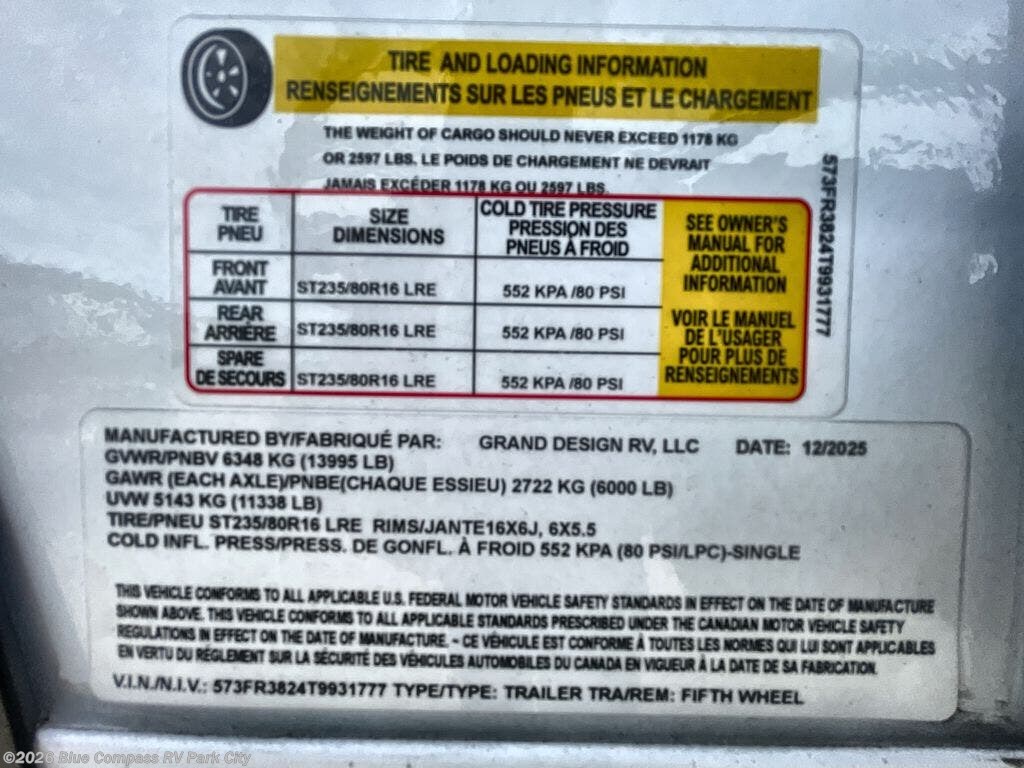 TIRE AND LOADING INFORMATION
RENSEIGNEMENTS SUR LES PNEUS ET LE CHARGEMENT
THE WEIGHT OF CARGO SHOULD NEVER EXCEED 1178 KG
OR 2597 LBS. LE POIDS DE CHARGEMENT NE DEVRAIT
JAMAIS EXCÉDER 1178 KG OU 2597 LBS.
573FR3824T9931777
TIRE
PNEU
SIZE
DIMENSIONS
COLD TIRE PRESSURE
PRESSION DES
PNEUS À FROID
FRONT
AVANT
ST235/80R16 LRE
552 KPA /80 PSI
REAR
ARRIÈRE
ST235/80R16 LRE
552 KPA /80 PSI
SPARE
DE SECOURS
ST235/80R16 LRE
552 KPA /80 PSI
SEE OWNER'S
MANUAL FOR
ADDITIONAL
INFORMATION
VOIR LE MANUEL
DE L'USAGER
POUR PLUS DE
RENSEIGNEMENTS
MANUFACTURED BY/FABRIQUÉ PAR: GRAND DESIGN RV, LLC DATE: 12/2025
GVWR/PNBV 6348 KG (13995 LB)
GAWR (EACH AXLE)/PNBE(CHAQUE ESSIEU) 2722 KG (6000 LB)
UVW 5143 KG (11338 LB)
TIRE/PNEU ST235/80R16 LRE RIMS/JANTE16X6J, 6X5.5
COLD INFL. PRESS/PRESS. DE GONFL. À FROID 552 KPA (80 PSI/LPC)-SINGLE
THIS VEHICLE CONFORMS TO ALL APPLICABLE U.S. FEDERAL MOTOR VEHICLE SAFETY STANDARDS IN EFFECT ON THE DATE OF MANUFACTURE
SHOWN ABOVE. THIS VEHICLE CONFORMS TO ALL APPLICABLE STANDARDS PRESCRIBED UNDER THE CANADIAN MOTOR VEHICLE SAFETY
REGULATIONS IN EFFECT ON THE DATE OF MANUFACTURE. - CE VÉHICULE EST CONFORME À TOUTES LES NORMES QUI LUI SONT APPLICABLES
EN VERTU DU RÈGLEMENT SUR LA SÉCURITÉ DES VÉHICULES AUTOMOBILES DU CANADA EN VIGUEUR À LA DATE DE SA FABRICATION.
V.I.N./N.I.V.: 573FR3824T9931777 TYPE/TYPE: TRAILER TRA/REM: FIFTH WHEEL
©2026 Blue Compass RV Park City